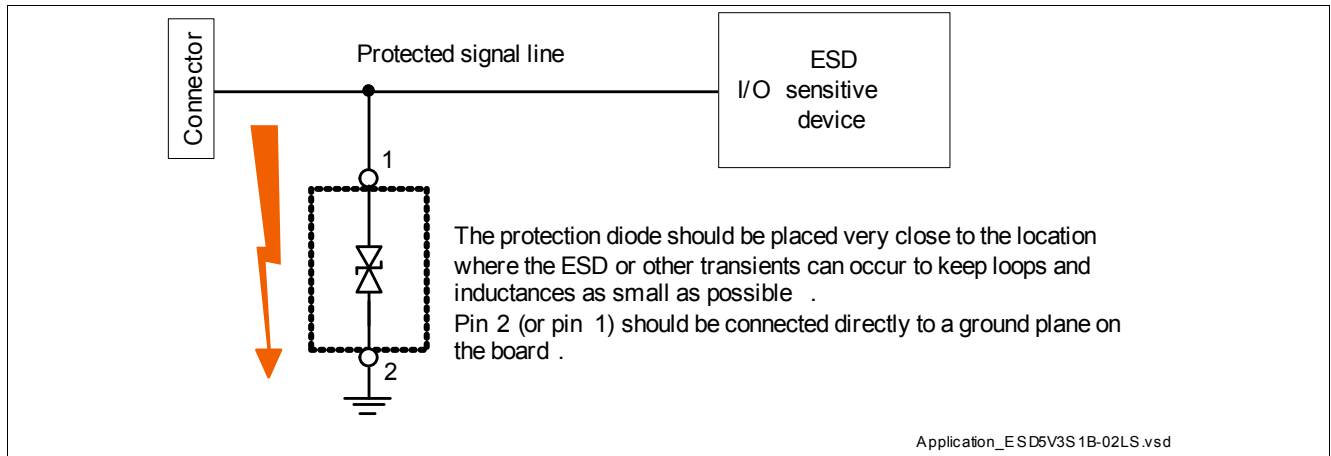 Connector
Protected signal line
ESD
I/O sensitive
device
1
The protection diode should be placed very close to the location
where the ESD or other transients can occur to keep loops and
inductances as small as possible .
Pin 2 (or pin 1) should be connected directly to a ground plane on
the board .
2
Application_ESD5V3S1B-02LS.vsd